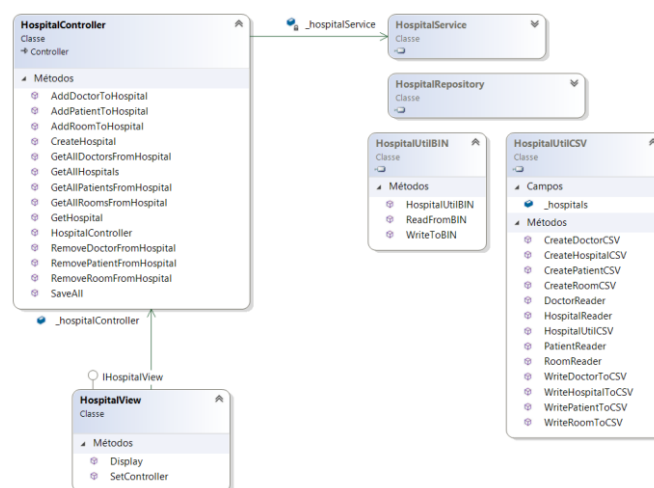 HospitalController
Classe
Controller
Métodos
AddDoctorToHospital
AddPatientToHospital
AddRoomToHospital
CreateHospital
GetAllDoctorsFromHospital
GetAllHospitals
GetAllPatientsFromHospital
GetAllRoomsFromHospital
GetHospital
HospitalController
RemoveDoctorFromHospital
RemovePatientFromHospital
RemoveRoomFromHospital
SaveAll
_hospitalService
HospitalService
Classe
HospitalRepository
Classe
HospitalUtilBIN
Classe
Métodos
HospitalUtilBIN
ReadFromBIN
WriteToBIN
HospitalUtilCSV
Classe
Campos
_hospitals
Métodos
CreateDoctorCSV
CreateHospitalCSV
CreatePatientCSV
CreateRoomCSV
DoctorReader
HospitalReader
HospitalUtilCSV
PatientReader
RoomReader
WriteDoctorToCSV
WriteHospitalToCSV
WritePatientToCSV
WriteRoomToCSV
_hospitalController
IHospitalView
HospitalView
Classe
Métodos
Display
SetController